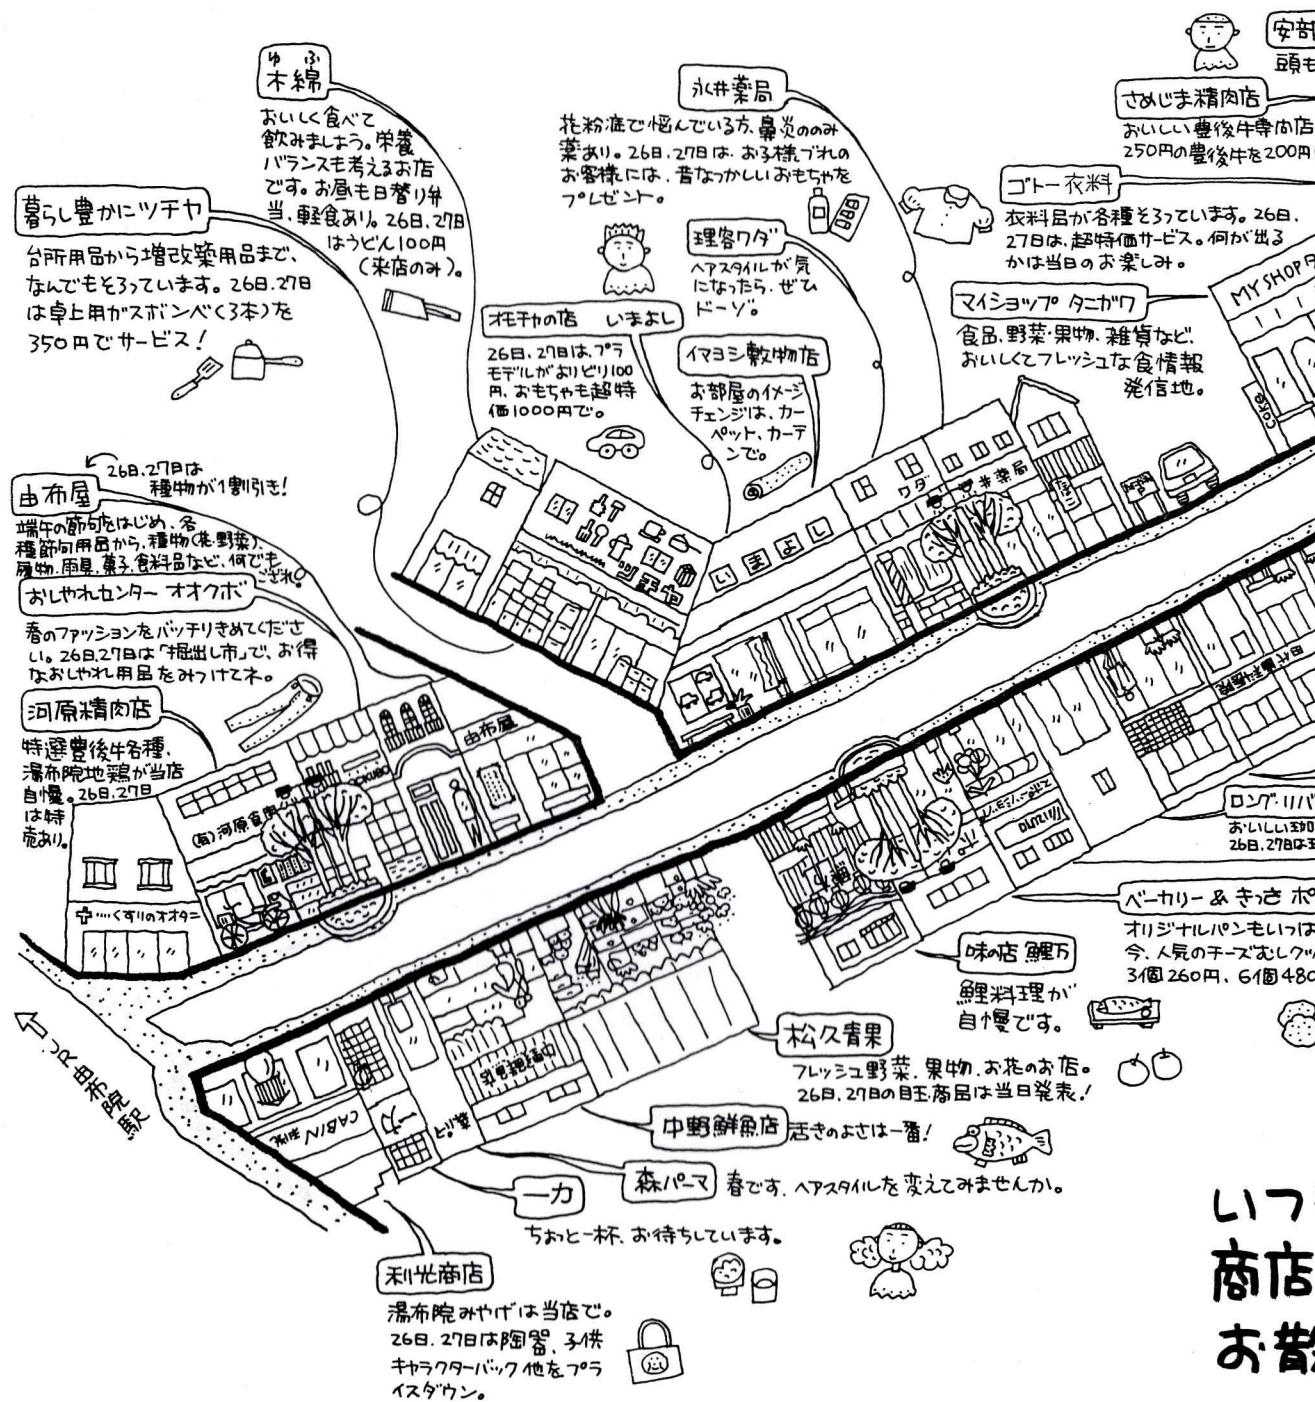 ゆふ
木綿
おいしく食べて
飲みましょう。栄養
バランスも考えるお店
です。お昼も日替り弁
当、軽食あり。26日.27日
はうどん100円
(来店のみ)。
暮らし豊かにツチヤ
台所用品から増改築用品まで、
なんでもそろっています。26日.27日
は卓上用ガスボンベ(3本)を
350円でサービス!
永井薬局
花粉症で悩んでいる方、鼻炎ののみ
薬あり。26日.27日は、お子様づれの
お客様には、昔なつかしいおもちゃを
プレゼント。
理容ワダ
ヘアスタイルが気
になったら、ぜひ
ドーゾ。
オモチャの店 いまよし
26日、27日は、プラ
モデルがよりどり100
円、おもちゃも超特
価1000円で。
イマヨシ敷物店
お部屋のイメージ
チェンジは、カー
ペット、カーテ
ンで。
安部
頭も
さめじま精肉店
おいしい豊後牛専肉店
250円の豊後牛を200円
ゴトー衣料
衣料品が各種そろっています。26日、
27日は、超特価サービス。何が出る
かは当日のお楽しみ。
マイショップ タニガワ
食品、野菜・果物、雑貨など、
おいしくてフレッシュな食情報
発信地。
MY SHOP タ
Cake
26日、27日は
種物が1割引き!
由布屋
端午の節句をはじめ、各
種節句用品から、種物(花、野菜)、
履物、雨具、菓子、食料品など、何でも
ござれ。
おしゃれセンター オオクボ
春のファッションをバッチリきめてくださ
い。26日.27日は「掘出し市」で、お得
なおしゃれ用品をみつけてネ。
河原精肉店
特選豊後牛各種、
湯布院地鶏が当店
自慢。26日、27日
は特
売あり。
ツチヤ
いまよし
ワダ
永井薬局
由布屋
OKUBO
(有)河原食肉
くすりのオオタニ
JR由布院駅
CABIN
一力
ロング・リバ
おいしい珈
26日、27日は
ベーカリー & きっさ ポ
オリジナルパンもいっぱ
今、人気のチーズむしクッ
3個260円、6個480
味の店 鯉万
鯉料理が
自慢です。
松久青果
フレッシュ野菜、果物、お花のお店。
26日、27日の目玉商品は当日発表!
中野鮮魚店
活きのよさは一番!
森パーマ
春です、ヘアスタイルを変えてみませんか。
一力
ちょっと一杯、お待ちしています。
利光商店
湯布院みやげは当店で。
26日、27日は陶器、子供
キャラクターバック他をプラ
イスダウン。
いつ
商店
お散